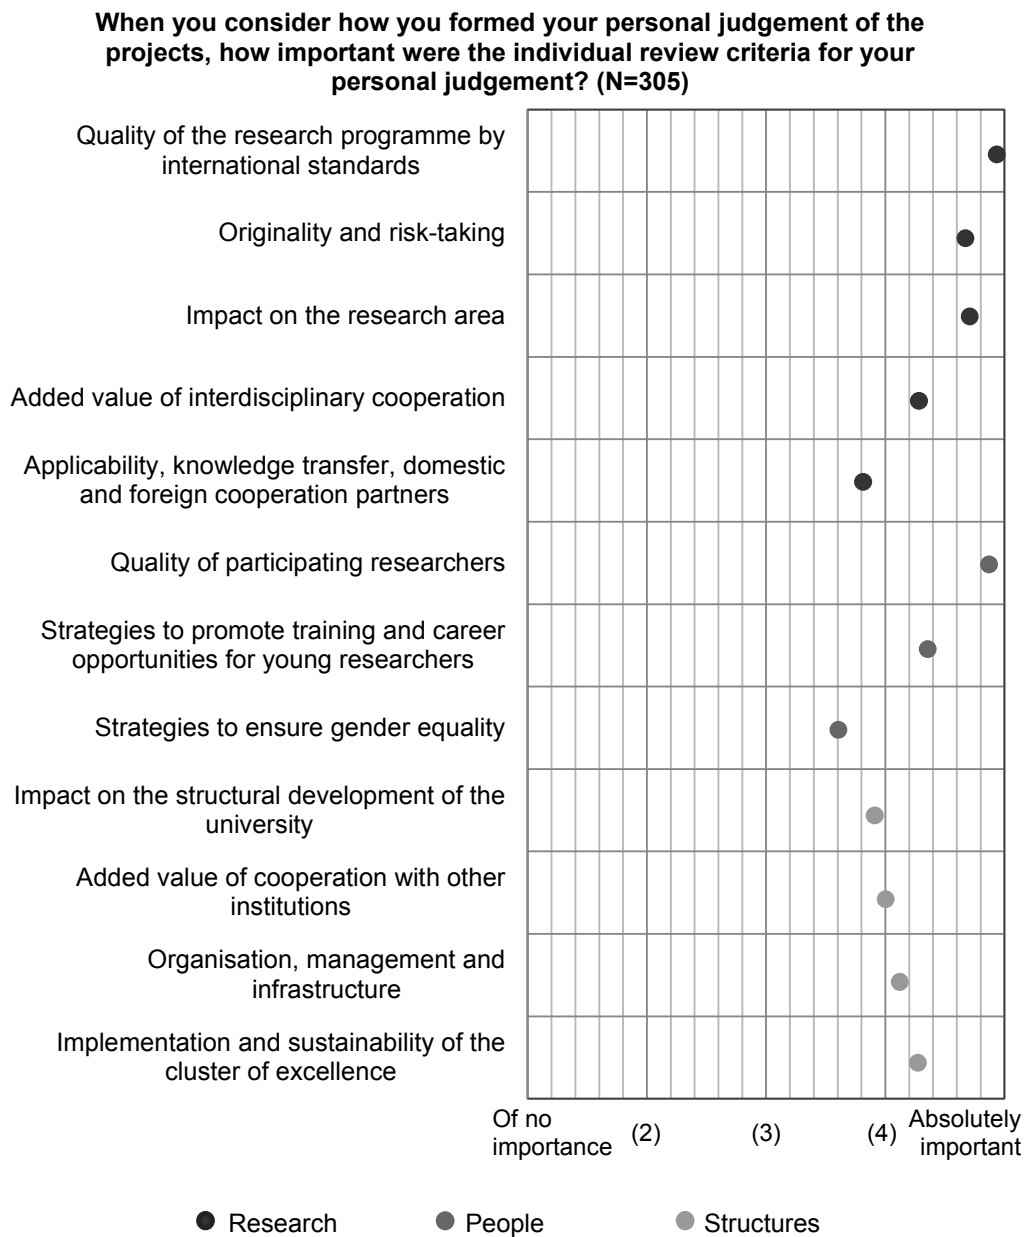 When you consider how you formed your personal judgement of the
projects, how important were the individual review criteria for your
personal judgement? (N=305)
Quality of the research programme by
international standards
Originality and risk-taking
Impact on the research area
Added value of interdisciplinary cooperation
Applicability, knowledge transfer, domestic
and foreign cooperation partners
Quality of participating researchers
Strategies to promote training and career
opportunities for young researchers
Strategies to ensure gender equality
Impact on the structural development of the
university
Added value of cooperation with other
institutions
Organisation, management and
infrastructure
Implementation and sustainability of the
cluster of excellence
Of no
importance
(2)
(3)
(4)
Absolutely
important
Research
People
Structures